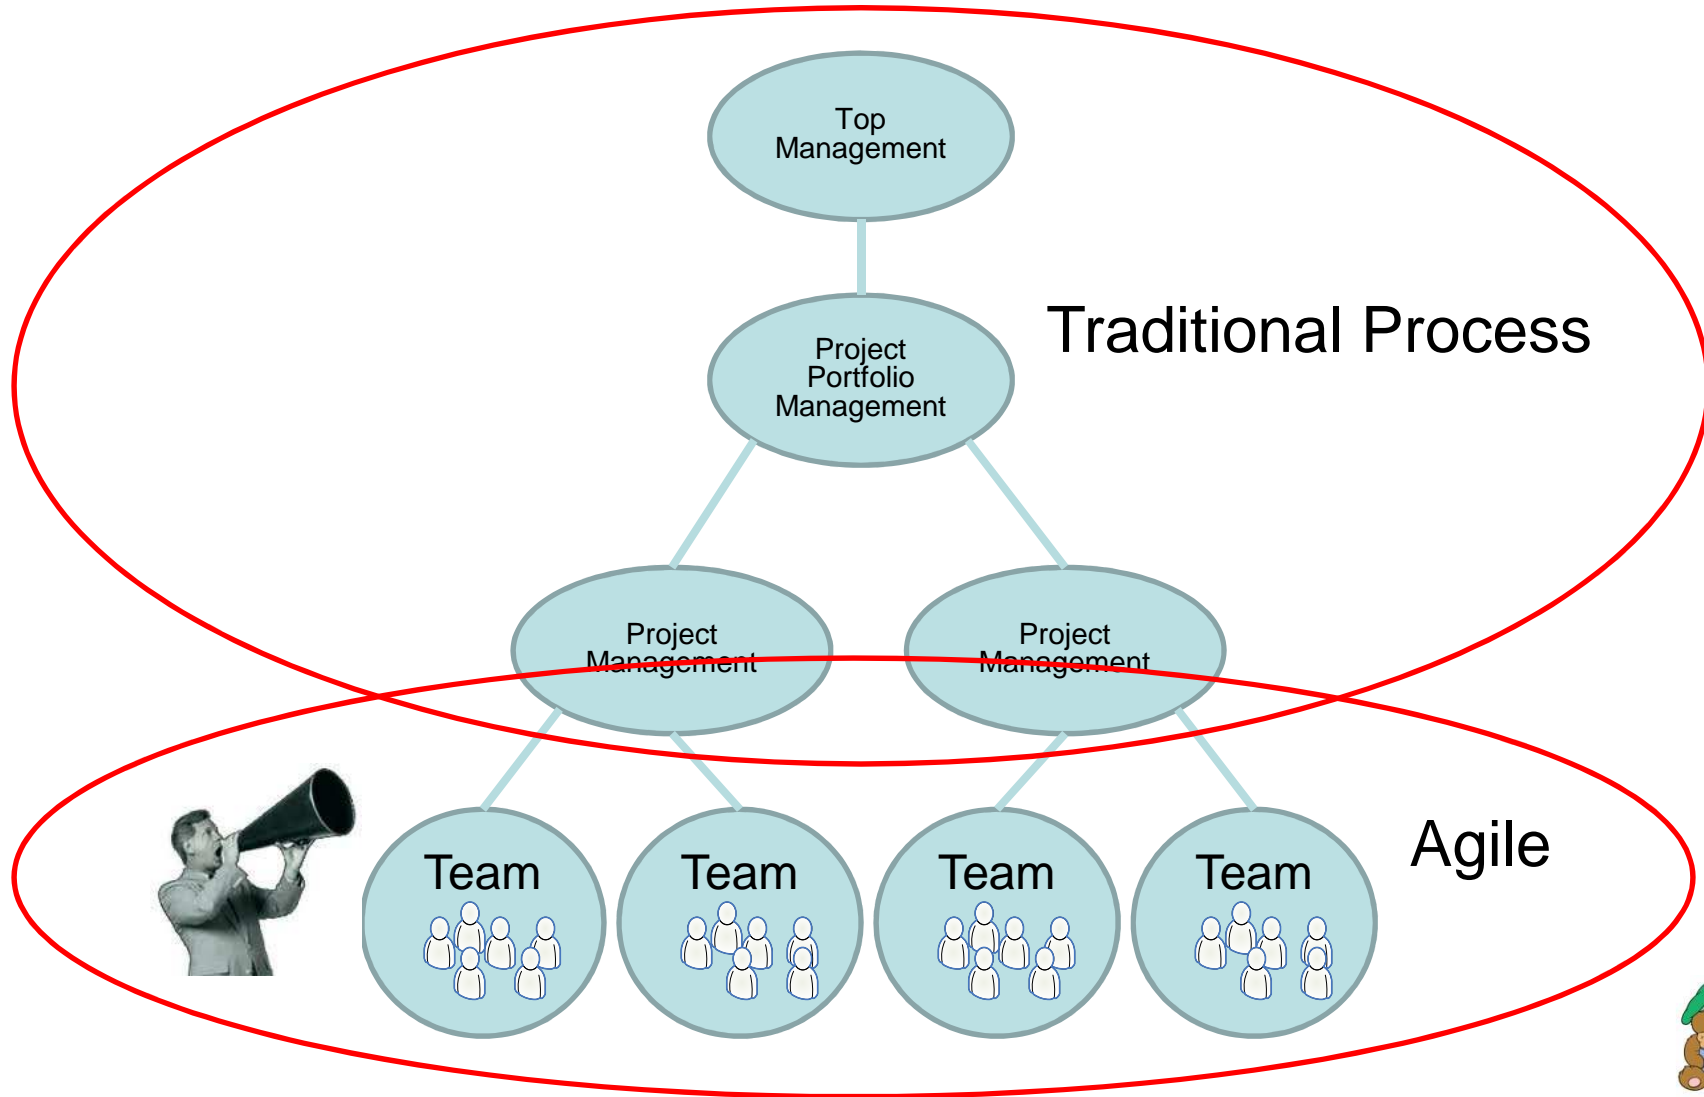 Top
Management
Traditional Process
Project
Portfolio
Management
Project
Management
Project
Management
Agile
Team
Team
Team
Team